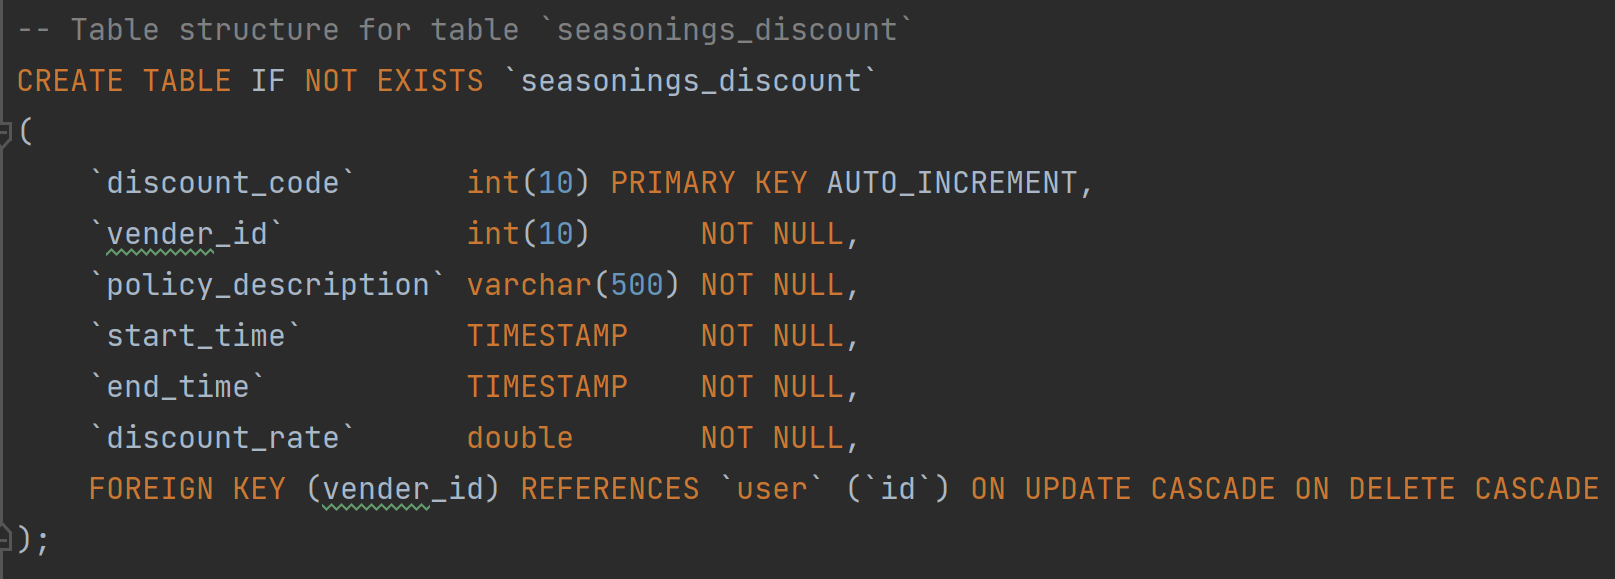 -- Table structure for table `seasonings_discount`
CREATE TABLE IF NOT EXISTS `seasonings_discount`
(
    `discount_code`      int(10) PRIMARY KEY AUTO_INCREMENT,
    `vender_id`          int(10)      NOT NULL,
    `policy_description` varchar(500) NOT NULL,
    `start_time`         TIMESTAMP    NOT NULL,
    `end_time`           TIMESTAMP    NOT NULL,
    `discount_rate`      double       NOT NULL,
    FOREIGN KEY (vender_id) REFERENCES `user` (`id`) ON UPDATE CASCADE ON DELETE CASCADE
);